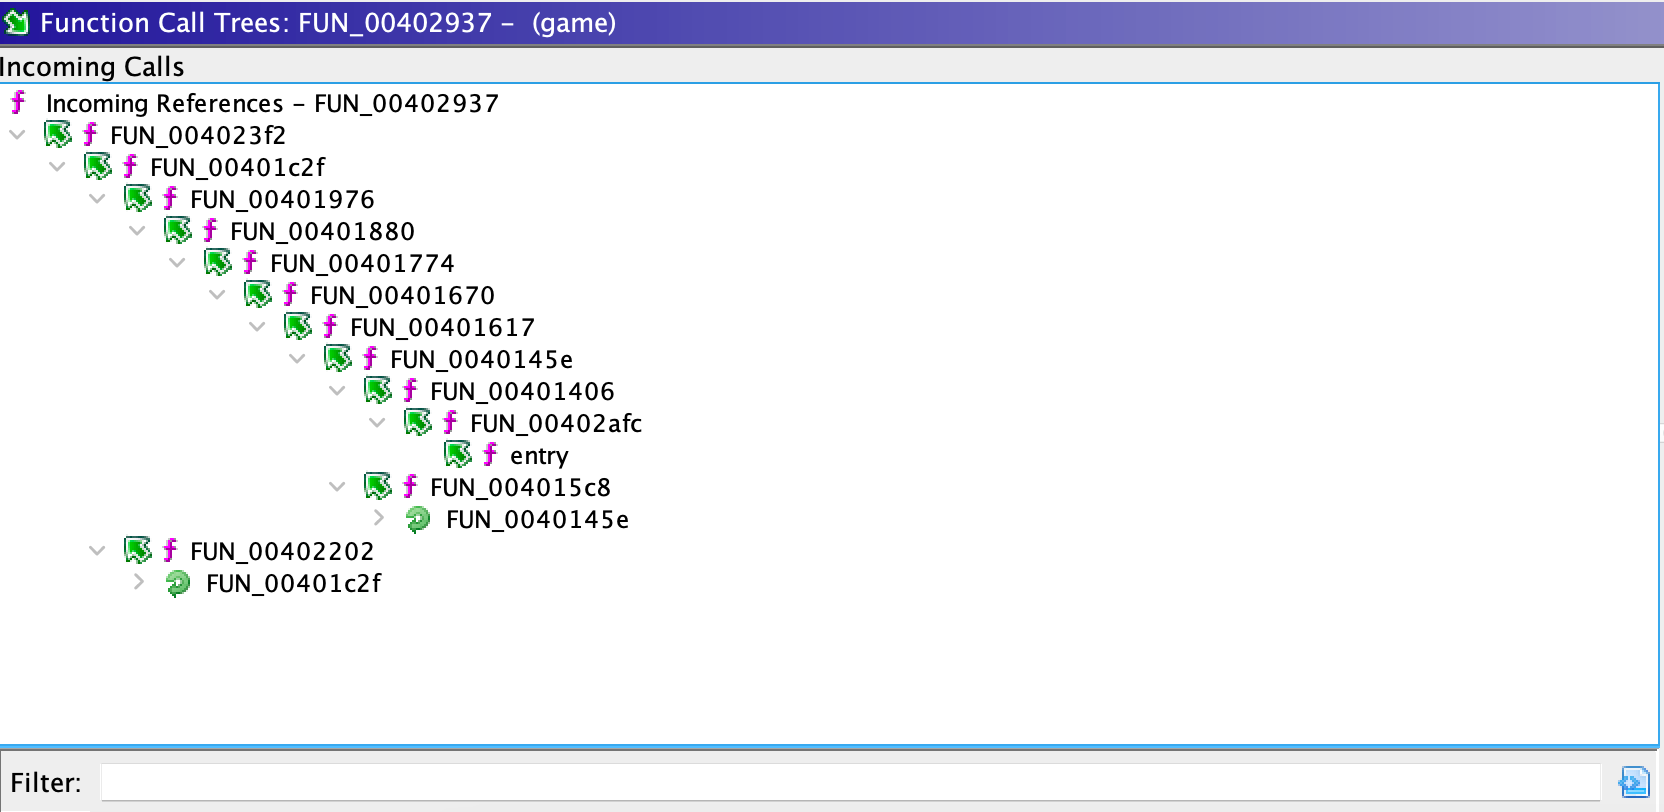 Function Call Trees: FUN_00402937 – (game)
Incoming Calls
f Incoming References – FUN_00402937
f FUN_004023f2
f FUN_00401c2f
f FUN_00401976
f FUN_00401880
f FUN_00401774
f FUN_00401670
f FUN_00401617
f FUN_0040145e
f FUN_00401406
f FUN_00402afc
f entry
f FUN_004015c8
FUN_0040145e
f FUN_00402202
FUN_00401c2f
Filter: